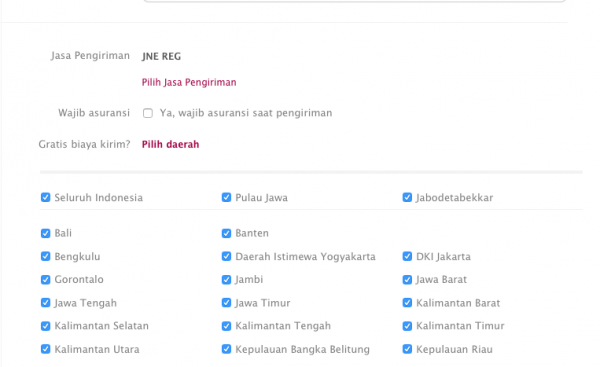 Jasa Pengiriman JNE REG
Pilih Jasa Pengiriman
Wajib asuransi Ya, wajib asuransi saat pengiriman
Gratis biaya kirim? Pilih daerah
Seluruh Indonesia Pulau Jawa Jabodetabekkar
Bali Banten
Bengkulu Daerah Istimewa Yogyakarta DKI Jakarta
Gorontalo Jambi Jawa Barat
Jawa Tengah Jawa Timur Kalimantan Barat
Kalimantan Selatan Kalimantan Tengah Kalimantan Timur
Kalimantan Utara Kepulauan Bangka Belitung Kepulauan Riau